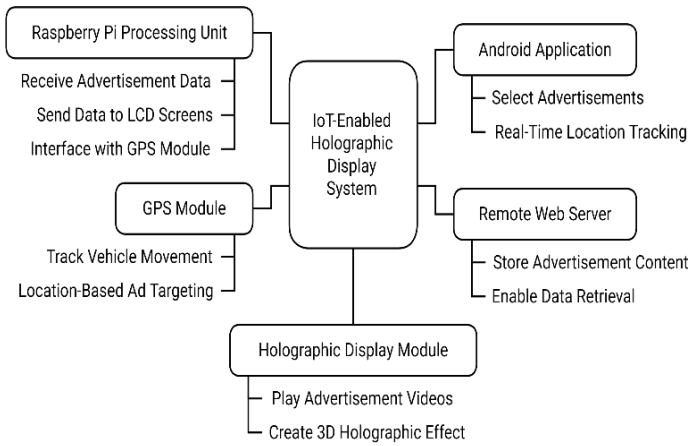 Raspberry Pi Processing Unit
Receive Advertisement Data
Send Data to LCD Screens
Interface with GPS Module
GPS Module
Track Vehicle Movement
Location-Based Ad Targeting
IoT-Enabled
Holographic
Display
System
Android Application
Select Advertisements
Real-Time Location Tracking
Remote Web Server
Store Advertisement Content
Enable Data Retrieval
Holographic Display Module
Play Advertisement Videos
Create 3D Holographic Effect